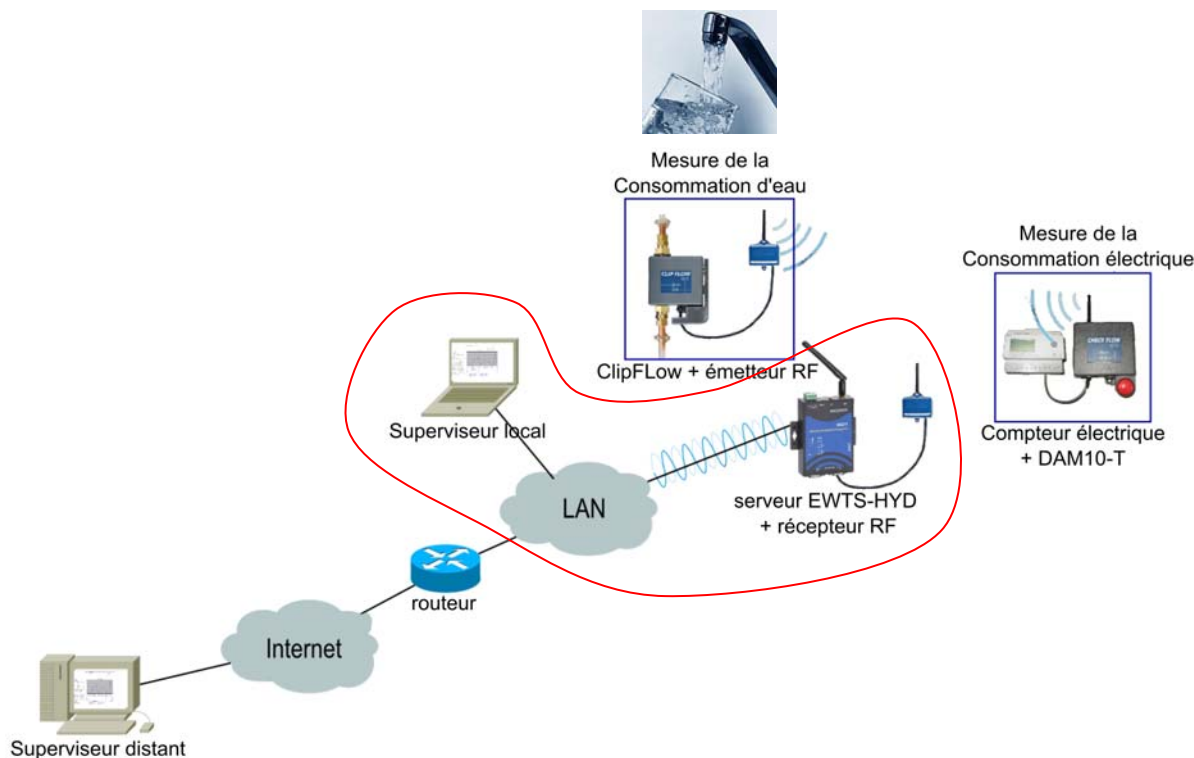 Mesure de la
Consommation d'eau
CLIP FLOW
Mesure de la
Consommation électrique
CHECK FLOW
ClipFLow + émetteur RF
Superviseur local
Compteur électrique
+ DAM10-T
LAN
serveur EWTS-HYD
+ récepteur RF
routeur
Internet
Superviseur distant